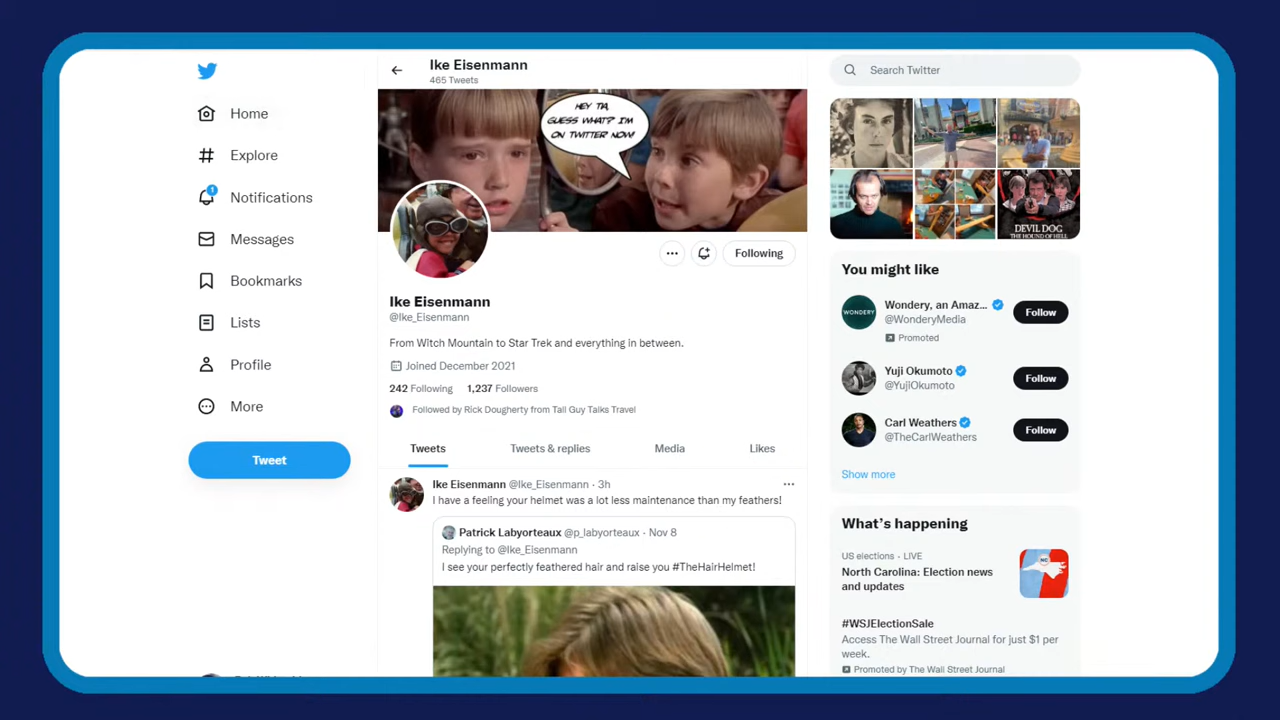 Ike Eisenmann
465 Tweets
HEY TIA,
GUESS WHAT? I'M
ON TWITTER NOW!
Home
Explore
1
Notifications
Messages
Bookmarks
Lists
Profile
More
Tweet
Following
Ike Eisenmann
@Ike_Eisenmann
From Witch Mountain to Star Trek and everything in between.
Joined December 2021
242 Following 1,237 Followers
Followed by Rick Dougherty from Tall Guy Talks Travel
Tweets Tweets & replies Media Likes
Ike Eisenmann @Ike_Eisenmann · 3h
I have a feeling your helmet was a lot less maintenance than my feathers!
Patrick Labyorteaux @p_labyorteaux · Nov 8
Replying to @Ike_Eisenmann
I see your perfectly feathered hair and raise you #TheHairHelmet!
Search Twitter
DEVIL DOG
THE HOUND OF HELL
You might like
WONDERY
Wondery, an Amaz...
@WonderyMedia
Promoted
Follow
Yuji Okumoto
@YujiOkumoto
Follow
Carl Weathers
@TheCarlWeathers
Follow
Show more
What's happening
US elections · LIVE
North Carolina: Election news
and updates
NC
#WSJElectionSale
Access The Wall Street Journal for just $1 per
week.
Promoted by The Wall Street Journal